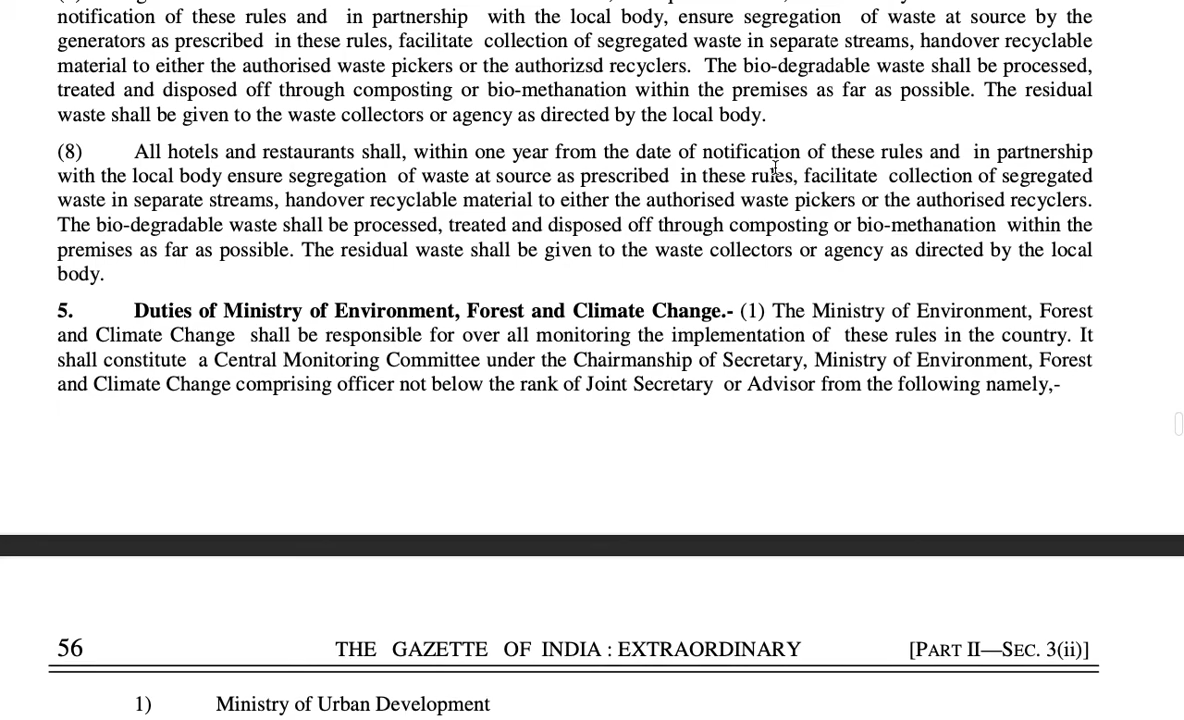 notification of these rules and in partnership with the local body, ensure segregation of waste at source by the
generators as prescribed in these rules, facilitate collection of segregated waste in separate streams, handover recyclable
material to either the authorised waste pickers or the authorizsd recyclers. The bio-degradable waste shall be processed,
treated and disposed off through composting or bio-methanation within the premises as far as possible. The residual
waste shall be given to the waste collectors or agency as directed by the local body.
(8) All hotels and restaurants shall, within one year from the date of notification of these rules and in partnership
with the local body ensure segregation of waste at source as prescribed in these rules, facilitate collection of segregated
waste in separate streams, handover recyclable material to either the authorised waste pickers or the authorised recyclers.
The bio-degradable waste shall be processed, treated and disposed off through composting or bio-methanation within the
premises as far as possible. The residual waste shall be given to the waste collectors or agency as directed by the local
body.
5. Duties of Ministry of Environment, Forest and Climate Change.- (1) The Ministry of Environment, Forest
and Climate Change shall be responsible for over all monitoring the implementation of these rules in the country. It
shall constitute a Central Monitoring Committee under the Chairmanship of Secretary, Ministry of Environment, Forest
and Climate Change comprising officer not below the rank of Joint Secretary or Advisor from the following namely,-
56 THE GAZETTE OF INDIA : EXTRAORDINARY [PART II—SEC. 3(ii)]
1) Ministry of Urban Development